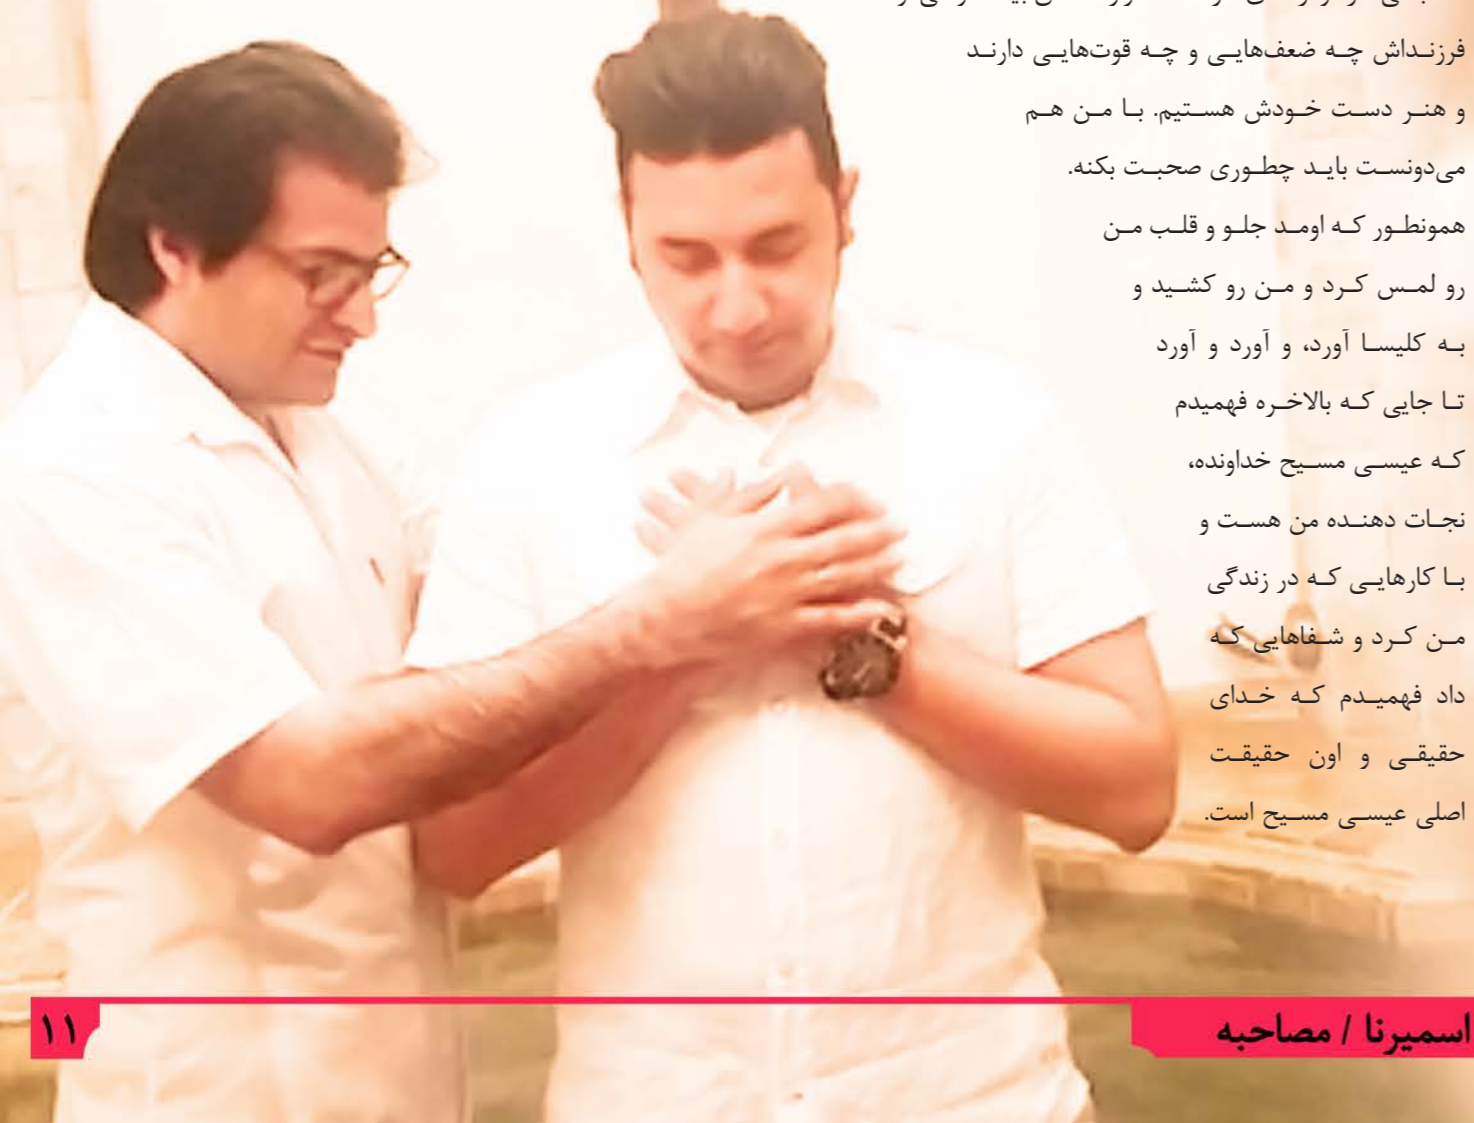 فرزنداش چه ضعف‌هایی و چه قوت‌هایی دارند
و هنر دست خودش هستیم. با من هم
می‌دونست باید چطوری صحبت بکنه.
همونطور که اومد جلو و قلب من
رو لمس کرد و من رو کشید و
به کلیسا آورد، و آورد و آورد
تا جایی که بالاخره فهمیدم
که عیسی مسیح خداونده،
نجات دهنده من هست و
با کارهایی که در زندگی
من کرد و شفاهایی که
داد فهمیدم که خدای
حقیقی و اون حقیقت
اصلی عیسی مسیح است.
اسمیرنا / مصاحبه
۱۱